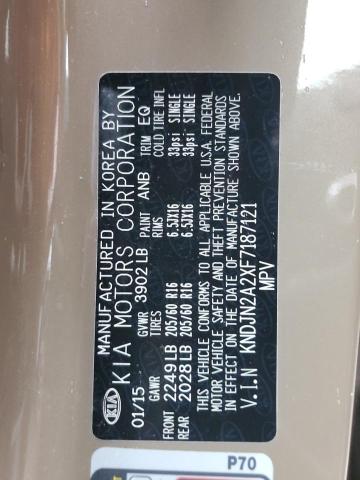 MANUFACTURED IN KOREA BY
KIA MOTORS CORPORATION
KIA
01/15 GVWR 3902 LB PAINT ANB TRIM EQ
GAWR TIRES RIMS COLD TIRE INFL
FRONT 2249 LB 205/60 R16 6.5JX16 33psi SINGLE
REAR 2028 LB 205/60 R16 6.5JX16 33psi SINGLE
THIS VEHICLE CONFORMS TO ALL APPLICABLE U.S.A. FEDERAL
MOTOR VEHICLE SAFETY AND THEFT PREVENTION STANDARDS
IN EFFECT ON THE DATE OF MANUFACTURE SHOWN ABOVE.
V.I.N KNDJN2A2XF7187121
MPV
P70